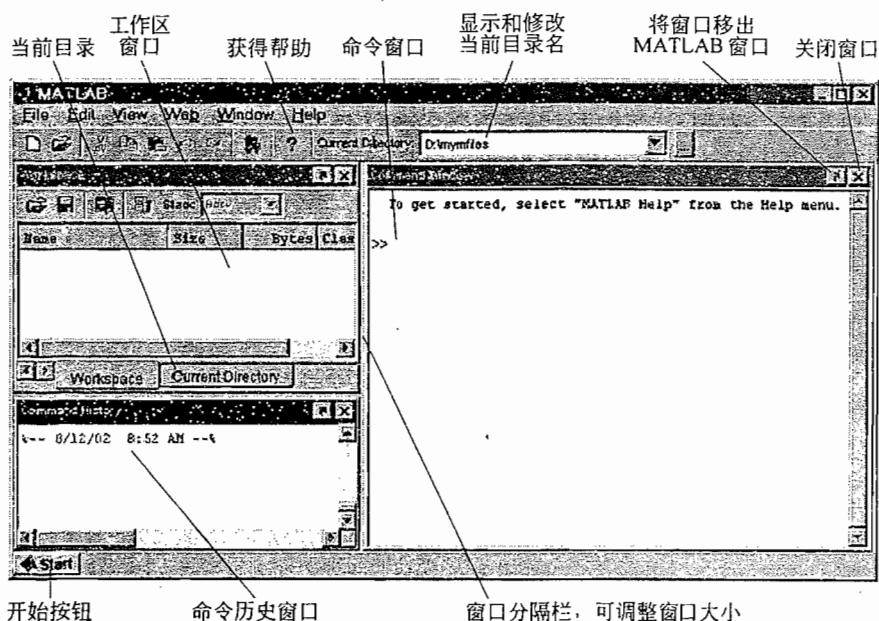 工作区
窗口
当前目录
获得帮助
命令窗口
显示和修改
当前目录名
将窗口移出
MATLAB 窗口
关闭窗口
MATLAB
File Edit View Web Window Help
? Current Directory: D:\mymfiles
Stack:
To get started, select "MATLAB Help" from the Help menu.
Name Size Bytes Clas
>>
Workspace Current Directory
Command History
%-- 8/12/02 8:52 AM --%
Start
开始按钮
命令历史窗口
窗口分隔栏，可调整窗口大小